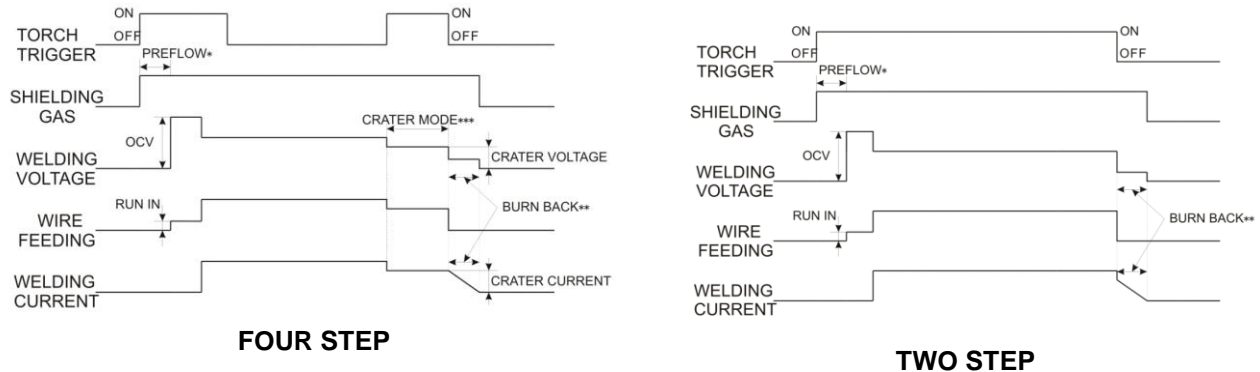 ON
ON
TORCH
TRIGGER
OFF
OFF
PREFLOW*
SHIELDING
GAS
CRATER MODE***
OCV
CRATER VOLTAGE
WELDING
VOLTAGE
RUN IN
BURN BACK**
WIRE
FEEDING
WELDING
CURRENT
CRATER CURRENT
FOUR STEP
ON
ON
TORCH
TRIGGER
OFF
OFF
PREFLOW*
SHIELDING
GAS
OCV
WELDING
VOLTAGE
RUN IN
BURN BACK**
WIRE
FEEDING
WELDING
CURRENT
TWO STEP